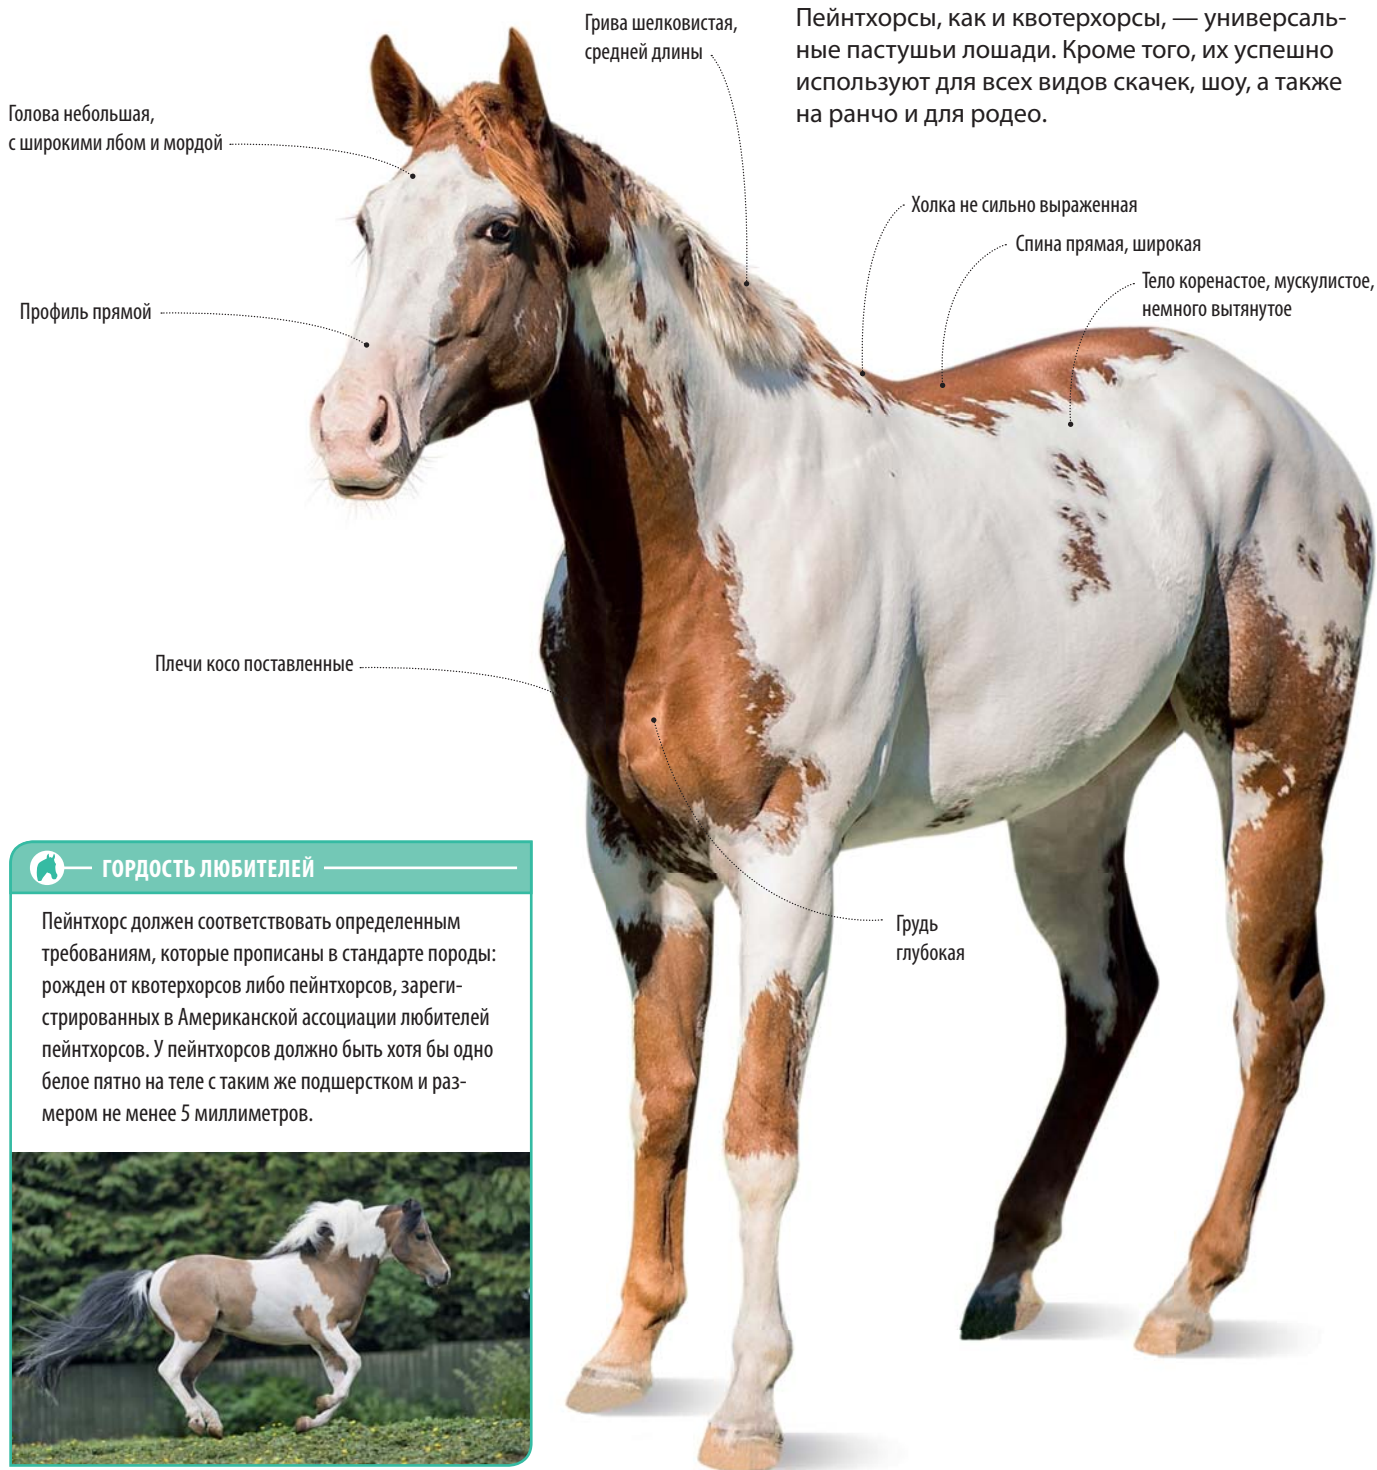 Грива шелковистая,
средней длины
Пейнтхорсы, как и квотерхорсы, — универсаль-
ные пастушьи лошади. Кроме того, их успешно
используют для всех видов скачек, шоу, а также
на ранчо и для родео.
Голова небольшая,
с широкими лбом и мордой
Холка не сильно выраженная
Спина прямая, широкая
Тело коренастое, мускулистое,
немного вытянутое
Профиль прямой
Плечи косо поставленные
Грудь
глубокая
ГОРДОСТЬ ЛЮБИТЕЛЕЙ
Пейнтхорс должен соответствовать определенным
требованиям, которые прописаны в стандарте породы:
рожден от квотерхорсов либо пейнтхорсов, зареги-
стрированных в Американской ассоциации любителей
пейнтхорсов. У пейнтхорсов должно быть хотя бы одно
белое пятно на теле с таким же подшерстком и раз-
мером не менее 5 миллиметров.